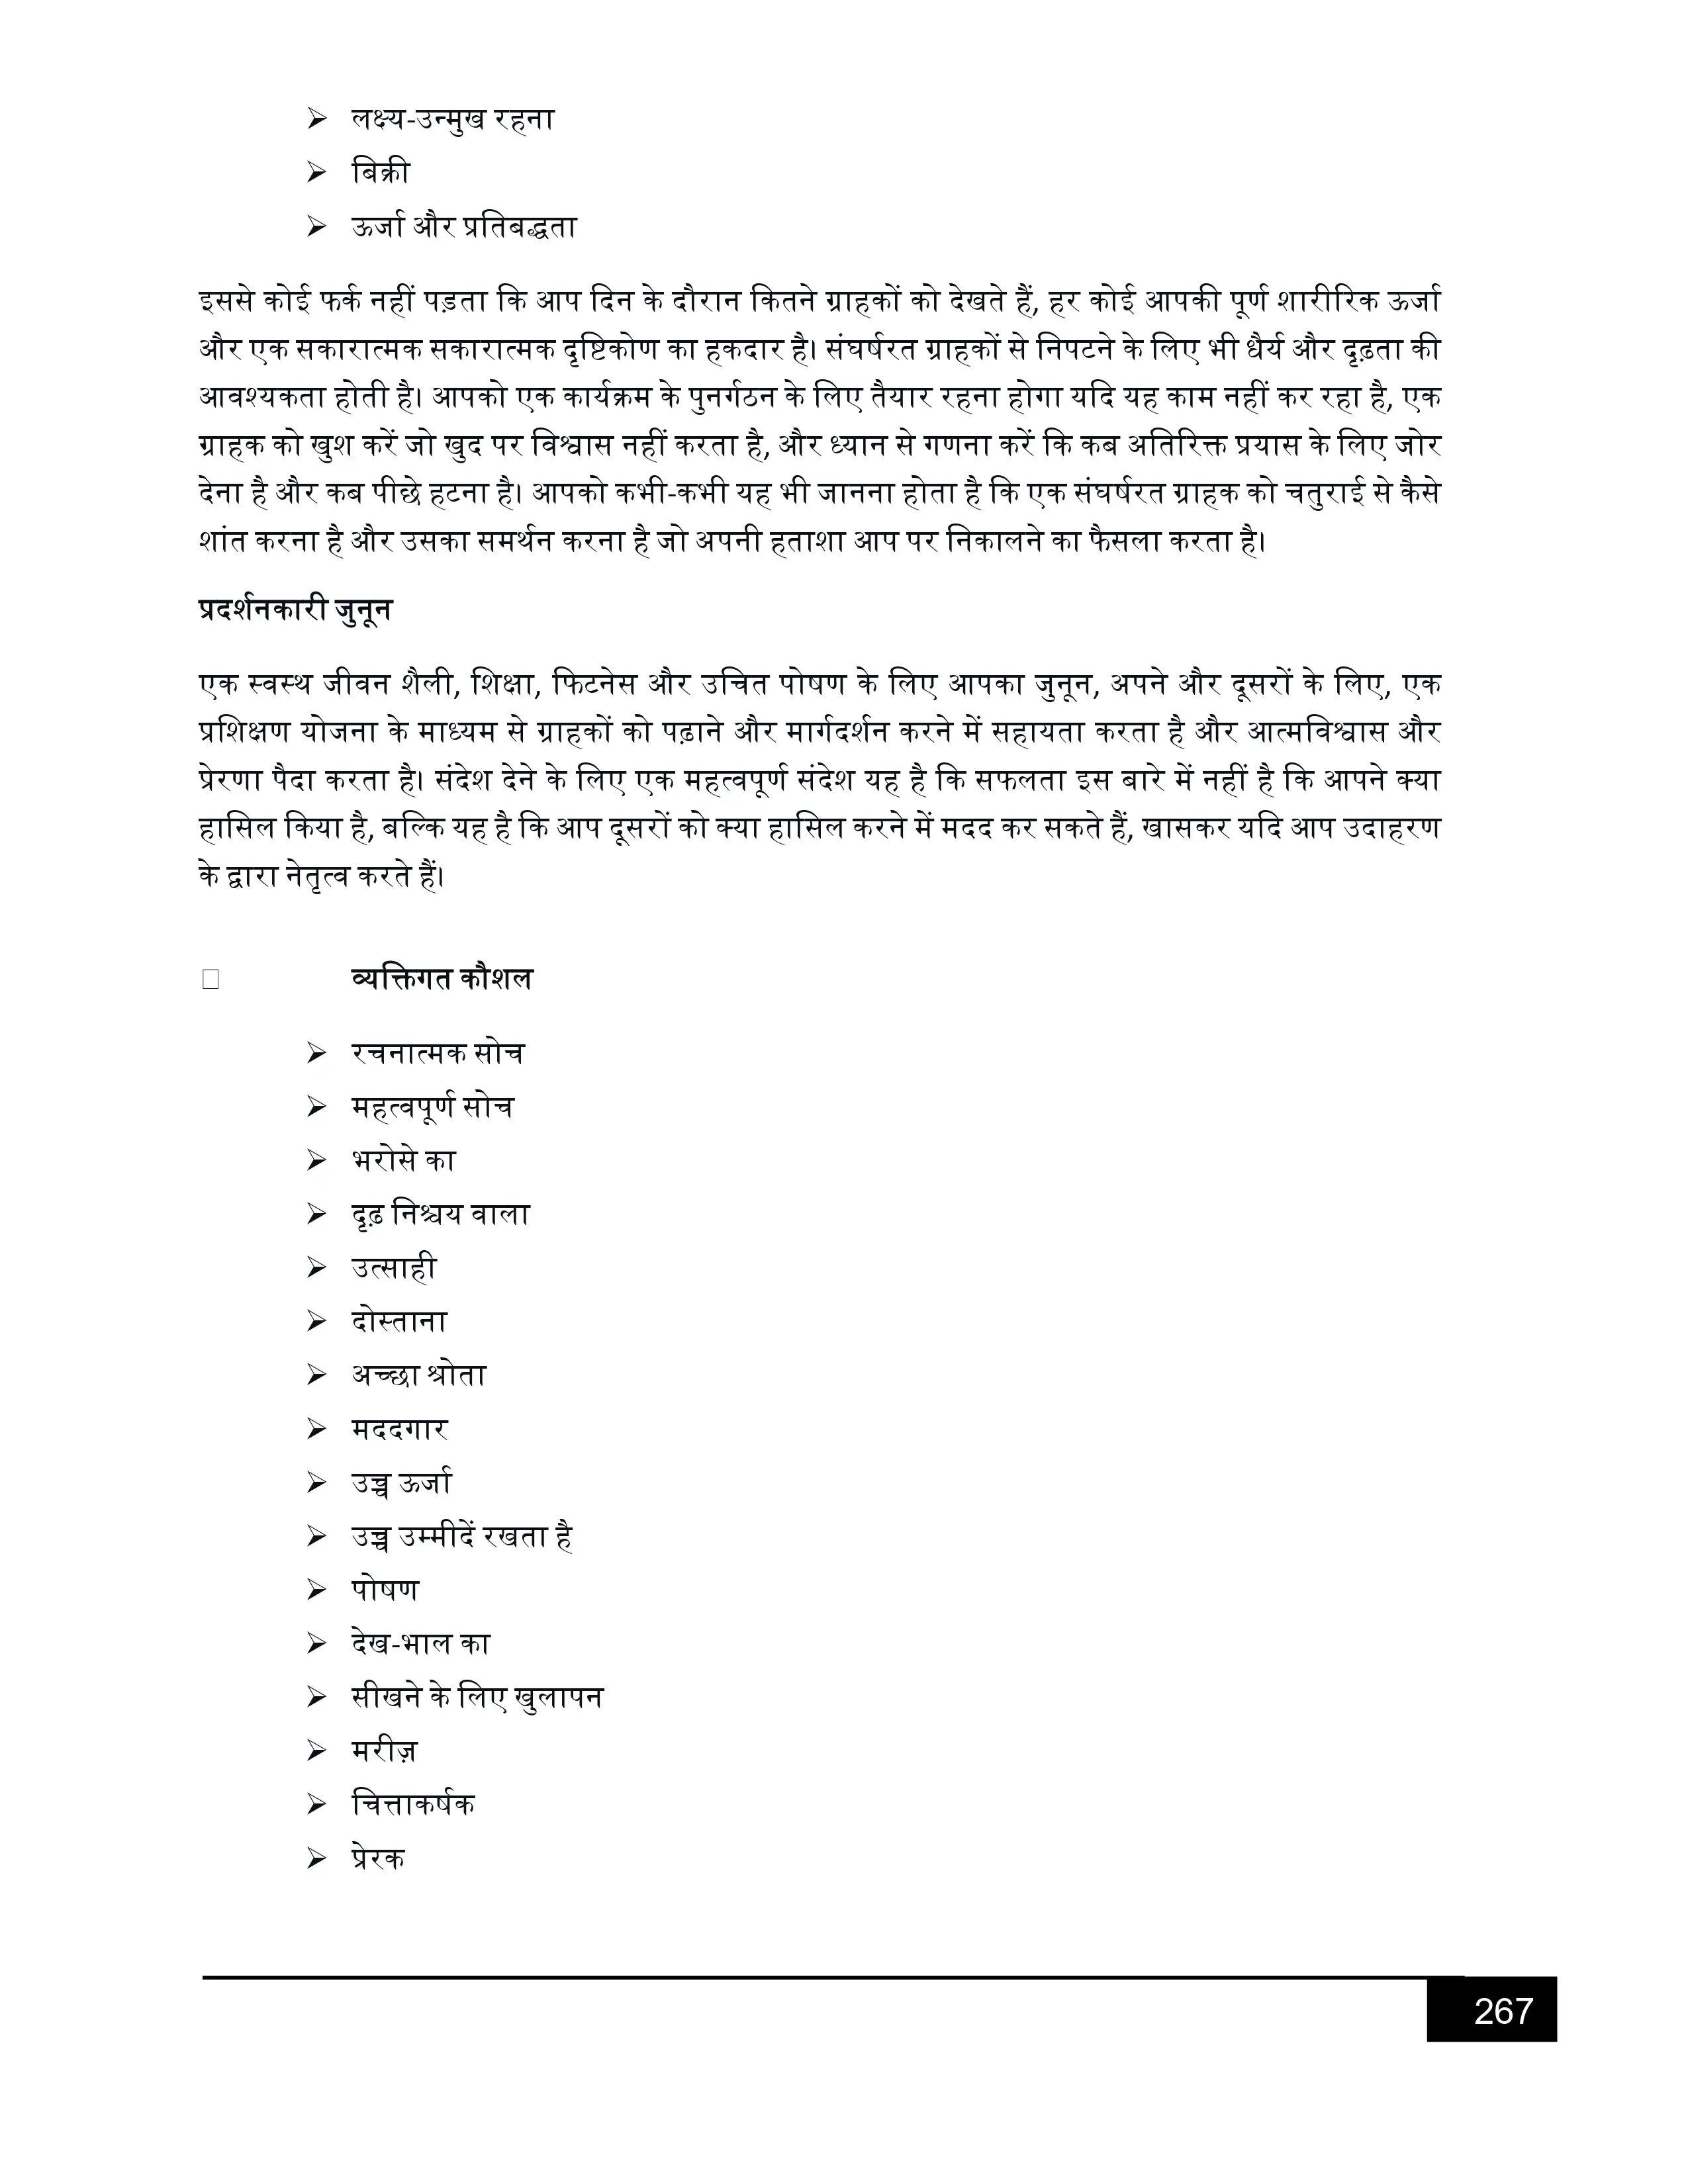 ➢ लक्ष्य-उन्मुख रहना
➢ बिक्री
➢ ऊर्जा और प्रतिबद्धता
इससे कोई फर्क नहीं पड़ता कि आप दिन के दौरान कितने ग्राहकों को देखते हैं, हर कोई आपकी पूर्ण शारीरिक ऊर्जा
और एक सकारात्मक सकारात्मक दृष्टिकोण का हकदार है। संघर्षरत ग्राहकों से निपटने के लिए भी धैर्य और दृढ़ता की
आवश्यकता होती है। आपको एक कार्यक्रम के पुनर्गठन के लिए तैयार रहना होगा यदि यह काम नहीं कर रहा है, एक
ग्राहक को खुश करें जो खुद पर विश्वास नहीं करता है, और ध्यान से गणना करें कि कब अतिरिक्त प्रयास के लिए जोर
देना है और कब पीछे हटना है। आपको कभी-कभी यह भी जानना होता है कि एक संघर्षरत ग्राहक को चतुराई से कैसे
शांत करना है और उसका समर्थन करना है जो अपनी हताशा आप पर निकालने का फैसला करता है।
प्रदर्शनकारी जुनून
एक स्वस्थ जीवन शैली, शिक्षा, फिटनेस और उचित पोषण के लिए आपका जुनून, अपने और दूसरों के लिए, एक
प्रशिक्षण योजना के माध्यम से ग्राहकों को पढ़ाने और मार्गदर्शन करने में सहायता करता है और आत्मविश्वास और
प्रेरणा पैदा करता है। संदेश देने के लिए एक महत्वपूर्ण संदेश यह है कि सफलता इस बारे में नहीं है कि आपने क्या
हासिल किया है, बल्कि यह है कि आप दूसरों को क्या हासिल करने में मदद कर सकते हैं, खासकर यदि आप उदाहरण
के द्वारा नेतृत्व करते हैं।
व्यक्तिगत कौशल
➢ रचनात्मक सोच
➢ महत्वपूर्ण सोच
➢ भरोसे का
➢ दृढ़ निश्चय वाला
➢ उत्साही
➢ दोस्ताना
➢ अच्छा श्रोता
➢ मददगार
➢ उच्च ऊर्जा
➢ उच्च उम्मीदें रखता है
➢ पोषण
➢ देख-भाल का
➢ सीखने के लिए खुलापन
➢ मरीज़
➢ चित्ताकर्षक
➢ प्रेरक
267